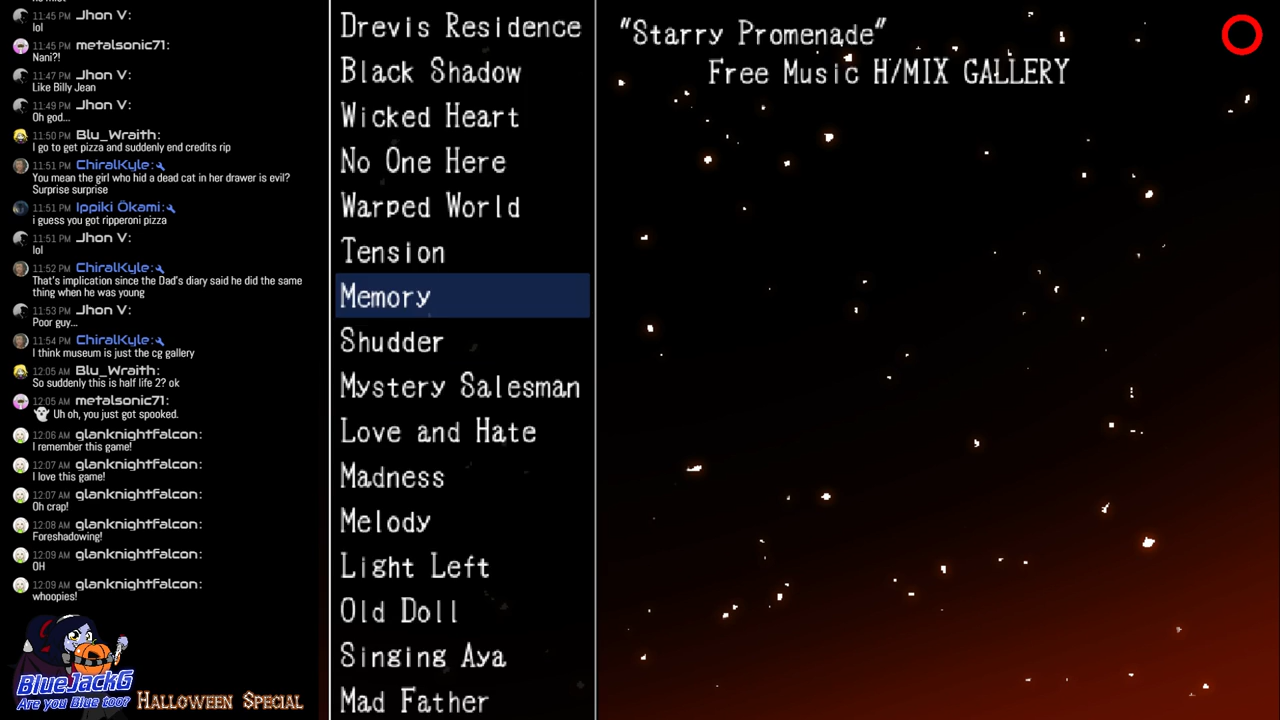 11:45 PM Jhon V:
lol
11:45 PM metalsonic71:
Nani?!
11:47 PM Jhon V:
Like Billy Jean
11:49 PM Jhon V:
Oh god...
11:50 PM Blu_Wraith:
I go to get pizza and suddenly end credits rip
11:51 PM ChiralKyle:
You mean the girl who hid a dead cat in her drawer is evil?
Surprise surprise
11:51 PM Ippiki Ökami:
i guess you got ripperoni pizza
11:51 PM Jhon V:
lol
11:52 PM ChiralKyle:
That's implication since the Dad's diary said he did the same
thing when he was young
11:53 PM Jhon V:
Poor guy...
11:54 PM ChiralKyle:
I think museum is just the cg gallery
12:05 AM Blu_Wraith:
So suddenly this is half life 2? ok
12:05 AM metalsonic71:
Uh oh, you just got spooked.
12:06 AM glanknightfalcon:
I remember this game!
12:07 AM glanknightfalcon:
I love this game!
12:07 AM glanknightfalcon:
Oh crap!
12:08 AM glanknightfalcon:
Foreshadowing!
12:09 AM glanknightfalcon:
OH
12:09 AM glanknightfalcon:
whoopies!
BlueJackG
Are you Blue too?
Halloween Special
Drevis Residence
Black Shadow
Wicked Heart
No One Here
Warped World
Tension
Memory
Shudder
Mystery Salesman
Love and Hate
Madness
Melody
Light Left
Old Doll
Singing Aya
Mad Father
"Starry Promenade"
Free Music H/MIX GALLERY